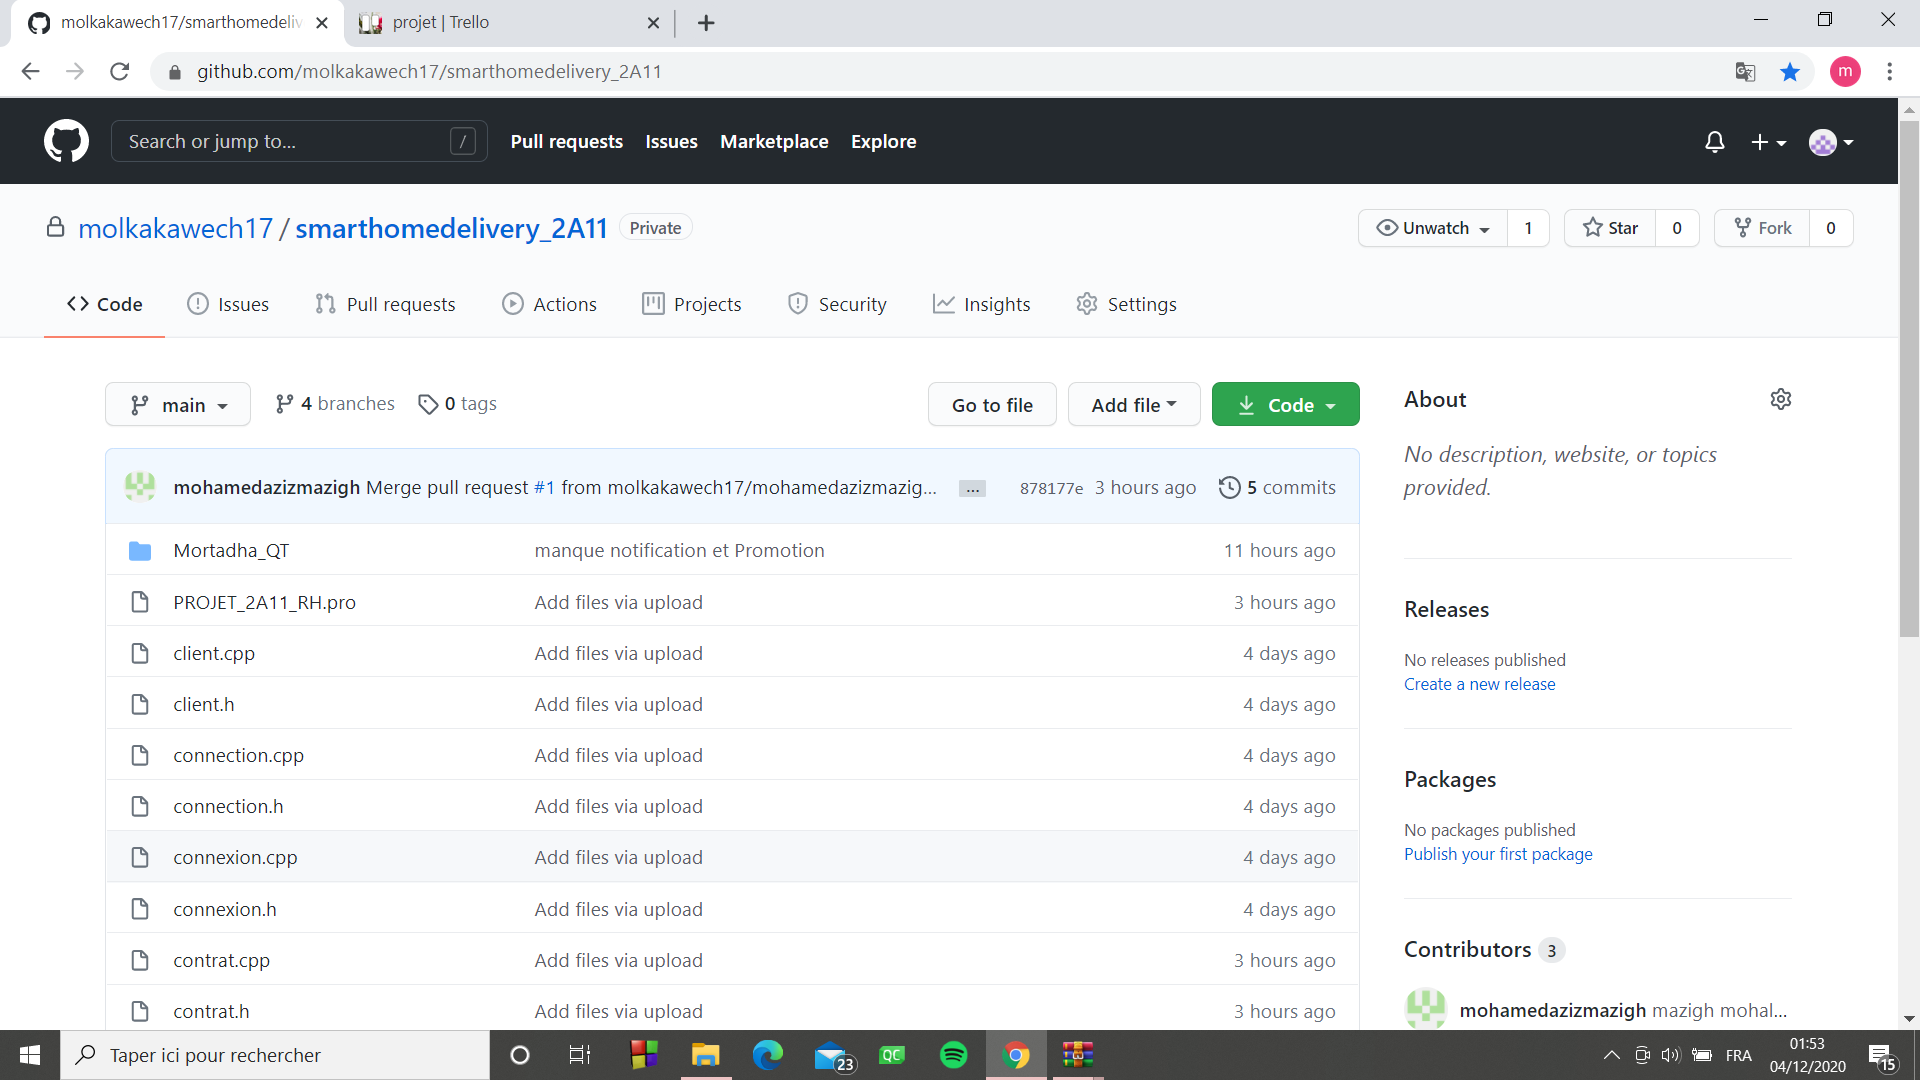 molkakawech17/smarthomedeliv
projet | Trello
github.com/molkakawech17/smarthomedelivery_2A11
m
Search or jump to...
/
Pull requests
Issues
Marketplace
Explore
molkakawech17 / smarthomedelivery_2A11
Private
Unwatch
1
Star
0
Fork
0
Code
Issues
Pull requests
Actions
Projects
Security
Insights
Settings
main
4 branches
0 tags
Go to file
Add file
Code
mohamedazizmazigh Merge pull request #1 from molkakawech17/mohamedazizmazig...
...
878177e
3 hours ago
5 commits
Mortadha_QT
manque notification et Promotion
11 hours ago
PROJET_2A11_RH.pro
Add files via upload
3 hours ago
client.cpp
Add files via upload
4 days ago
client.h
Add files via upload
4 days ago
connection.cpp
Add files via upload
4 days ago
connection.h
Add files via upload
4 days ago
connexion.cpp
Add files via upload
4 days ago
connexion.h
Add files via upload
4 days ago
contrat.cpp
Add files via upload
3 hours ago
contrat.h
Add files via upload
3 hours ago
About
No description, website, or topics
provided.
Releases
No releases published
Create a new release
Packages
No packages published
Publish your first package
Contributors 3
mohamedazizmazigh mazigh mohal...
Taper ici pour rechercher
23
QC
FRA
01:53
04/12/2020
15